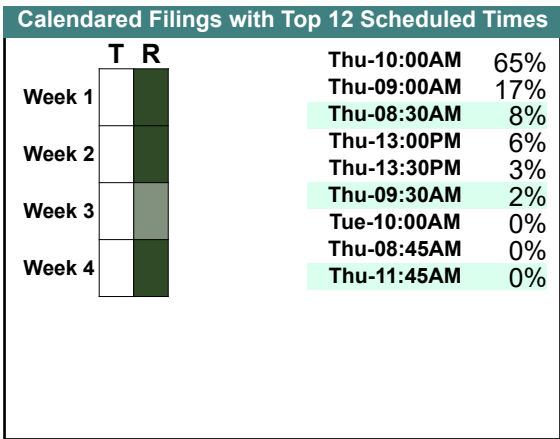 Calendared Filings with Top 12 Scheduled Times
T R
Week 1
Week 2
Week 3
Week 4
Thu-10:00AM 65%
Thu-09:00AM 17%
Thu-08:30AM 8%
Thu-13:00PM 6%
Thu-13:30PM 3%
Thu-09:30AM 2%
Tue-10:00AM 0%
Thu-08:45AM 0%
Thu-11:45AM 0%